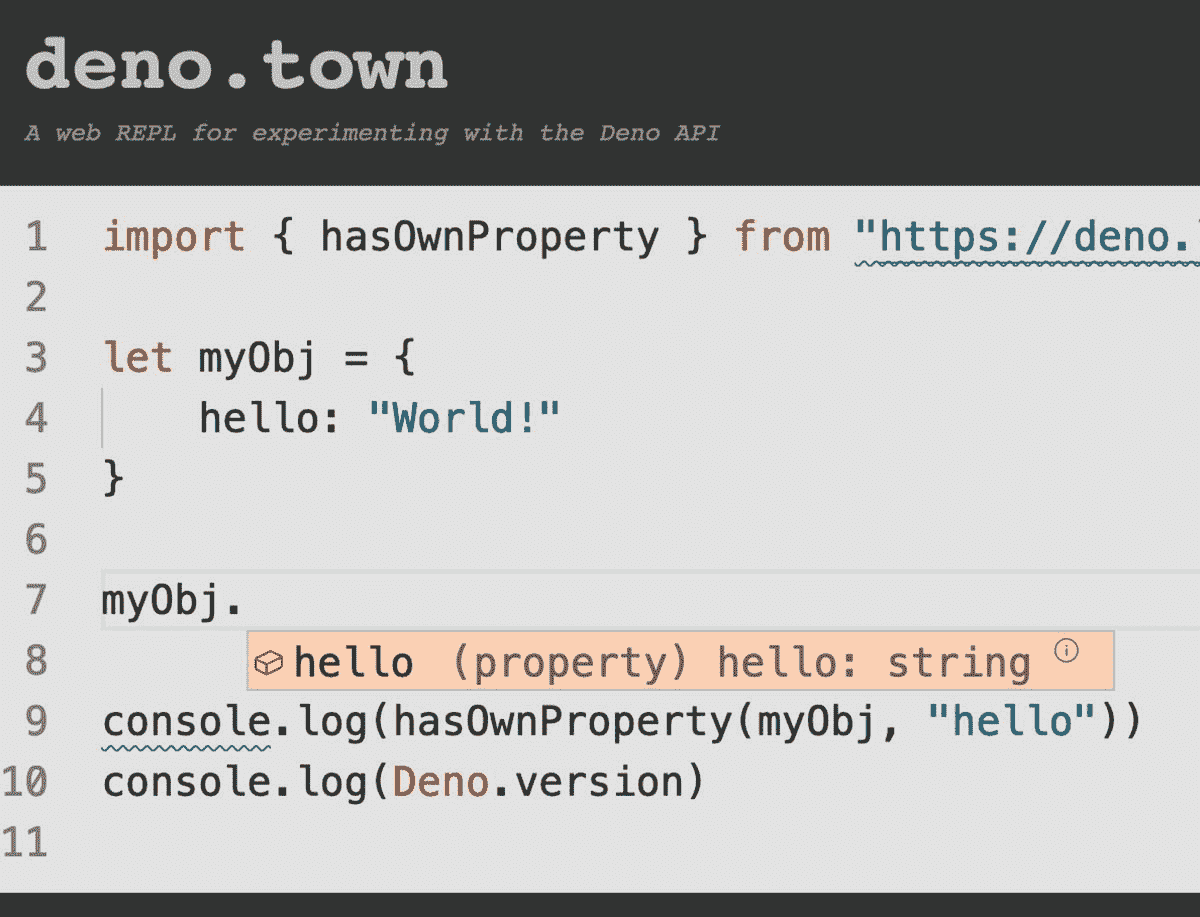 deno.town
A web REPL for experimenting with the Deno API
1 import { hasOwnProperty } from "https://deno.
2
3 let myObj = {
4 hello: "World!"
5 }
6
7 myObj.
8 hello (property) hello: string
9 console.log(hasOwnProperty(myObj, "hello"))
10 console.log(Deno.version)
11